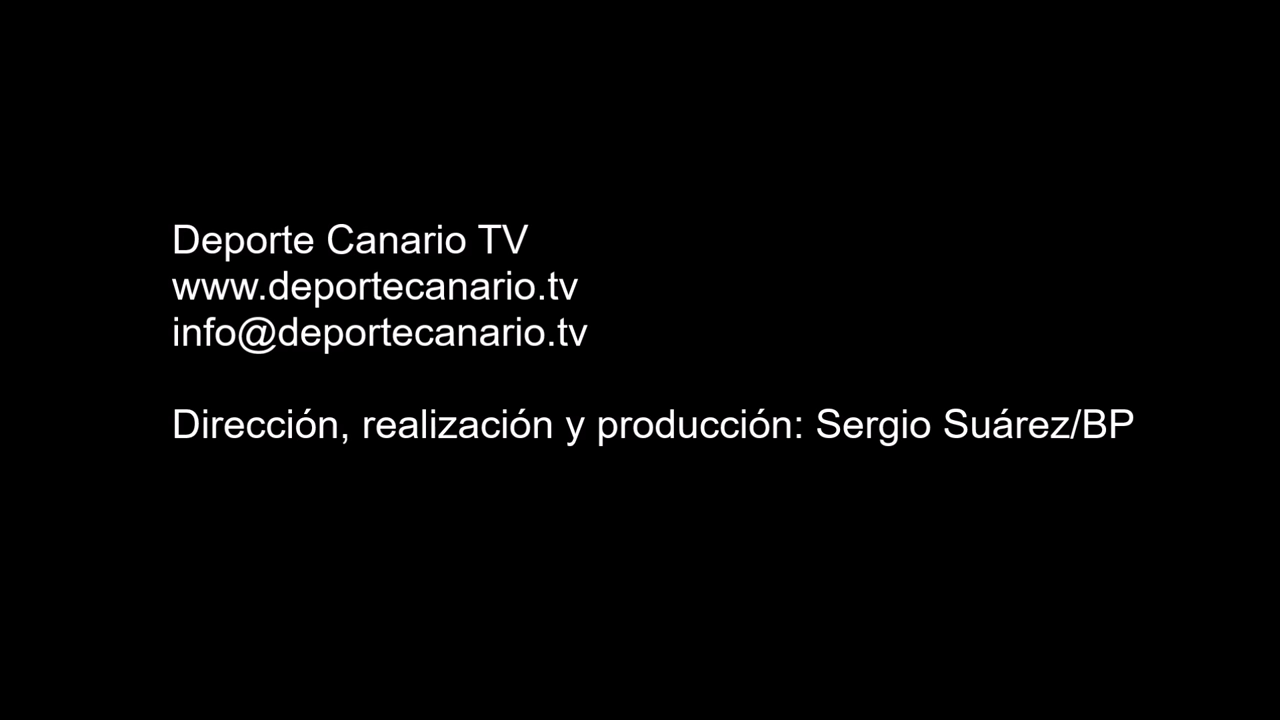 Deporte Canario TV
www.deportecanario.tv
info@deportecanario.tv
Dirección, realización y producción: Sergio Suárez/BP